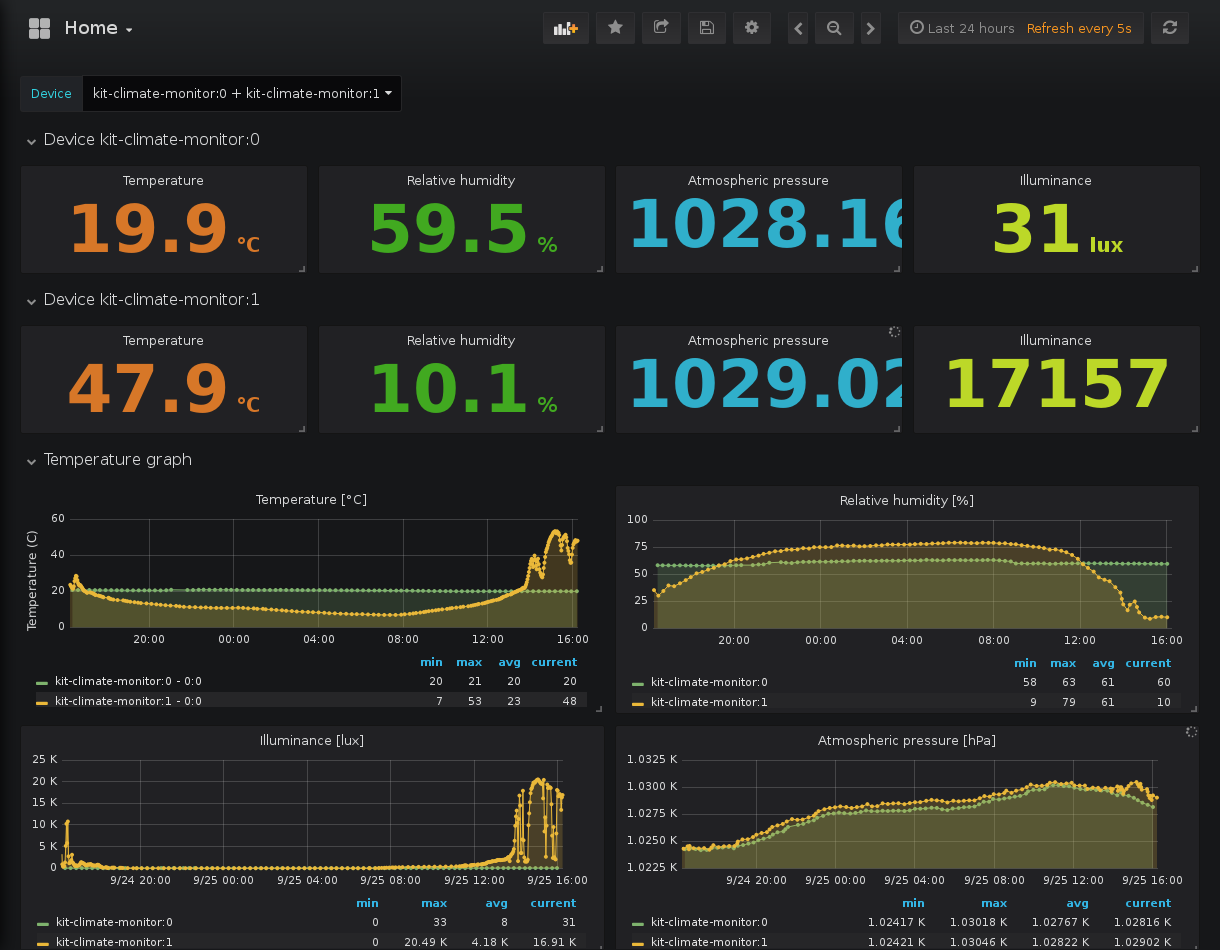 Home
Last 24 hours Refresh every 5s
Device kit-climate-monitor:0 + kit-climate-monitor:1
Device kit-climate-monitor:0
Temperature Relative humidity Atmospheric pressure Illuminance
19.9 °C 59.5 % 1028.16 31 lux
Device kit-climate-monitor:1
Temperature Relative humidity Atmospheric pressure Illuminance
47.9 °C 10.1 % 1029.02 17157
Temperature graph
Temperature [°C]
Temperature (C)
60
40
20
0
20:00 00:00 04:00 08:00 12:00 16:00
min max avg current
kit-climate-monitor:0 - 0:0 20 21 20 20
kit-climate-monitor:1 - 0:0 7 53 23 48
Relative humidity [%]
100
75
50
25
0
20:00 00:00 04:00 08:00 12:00 16:00
min max avg current
kit-climate-monitor:0 58 63 61 60
kit-climate-monitor:1 9 79 61 10
Illuminance [lux]
25 K
20 K
15 K
10 K
5 K
0
9/24 20:00 9/25 00:00 9/25 04:00 9/25 08:00 9/25 12:00 9/25 16:00
min max avg current
kit-climate-monitor:0 0 33 8 31
kit-climate-monitor:1 0 20.49 K 4.18 K 16.91 K
Atmospheric pressure [hPa]
1.0325 K
1.0300 K
1.0275 K
1.0250 K
1.0225 K
9/24 20:00 9/25 00:00 9/25 04:00 9/25 08:00 9/25 12:00 9/25 16:00
min max avg current
kit-climate-monitor:0 1.02417 K 1.03018 K 1.02767 K 1.02816 K
kit-climate-monitor:1 1.02421 K 1.03046 K 1.02822 K 1.02902 K